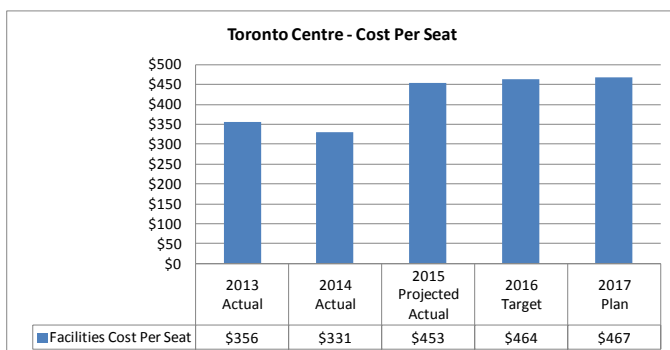 Toronto Centre - Cost Per Seat
$500
$450
$400
$350
$300
$250
$200
$150
$100
$50
$0
2013 Actual
2014 Actual
2015 Projected Actual
2016 Target
2017 Plan
Facilities Cost Per Seat $356 $331 $453 $464 $467